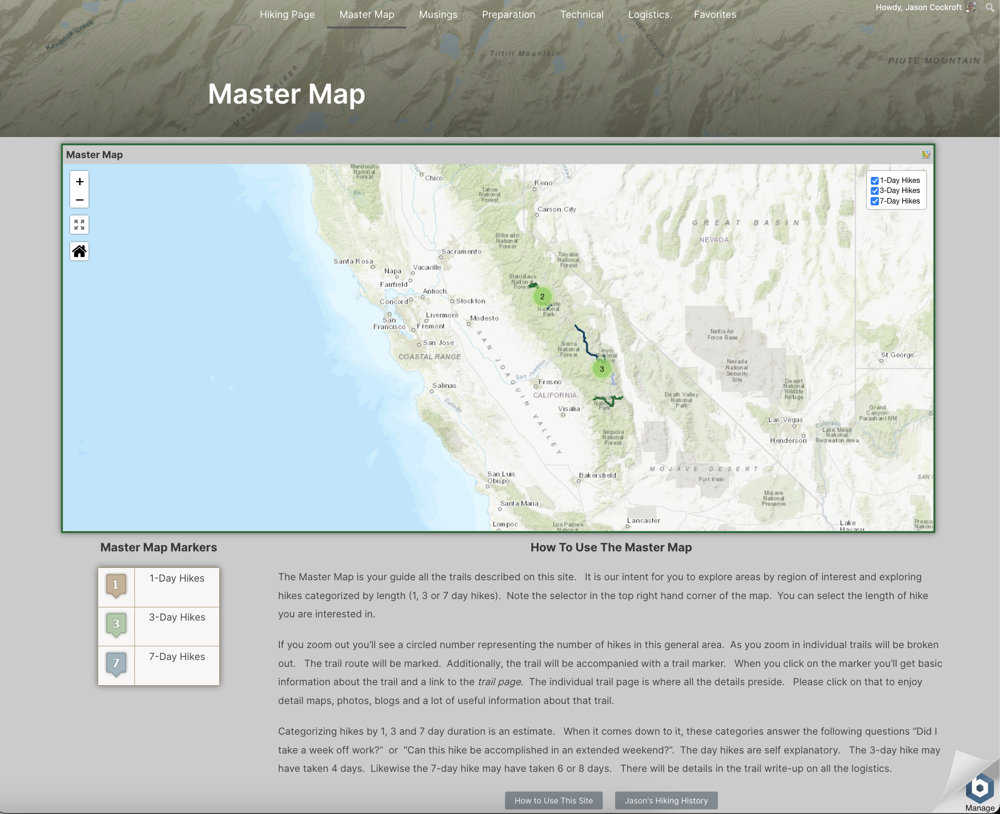 Hiking Page
Master Map
Musings
Preparation
Technical
Logistics
Favorites
Howdy, Jason Cockroft
Kendrick Creek
Tiltill Mountain
PIUTE MOUNTAIN
Ridge
7000 ft
Master Map
Master Map
+
−
1-Day Hikes
3-Day Hikes
7-Day Hikes
Mendocino
National
Forest
Chico
Eel
Reno
Tahoe
National
Forest
Carson City
GREAT BASIN
NEVADA
Eldorado
National
Forest
Sacramento
Toiyabe
National
Forest
Santa Rosa
Napa
Vacaville
Fairfield
Stanislaus
National
Forest
Antioch
Concord
Stockton
2
National
Park
Livermore
Modesto
San
Francisco
Fremont
San Jose
COASTAL RANGE
SAN JOAQUIN VALLEY
Sierra
National
Forest
Inyo
National
3
Nellis Air
Force Base
Nevada
National
Security
Site
St George
San Joaquin
Fresno
CALIFORNIA
Salinas
Salinas
Desert
National
Wildlife
Refuge
Death Valley
National
Park
Park
Visalia
Grand
Canyon-
Parashant NM
Las Vegas
Colorado
Lake Mead
National
Recreation Area
Henderson
Sequoia
National
Forest
MOJAVE DESERT
Fort Irwin
San Luis
Obispo
Bakersfield
SAN
Mojave
National
Preserve
Santa Maria
Lompoc
Los Padres
National
Lancaster
Lake
Havasu
Master Map Markers
1
1-Day Hikes
3
3-Day Hikes
7
7-Day Hikes
How To Use The Master Map
The Master Map is your guide all the trails described on this site. It is our intent for you to explore areas by region of interest and exploring
hikes categorized by length (1, 3 or 7 day hikes). Note the selector in the top right hand corner of the map. You can select the length of hike
you are interested in.
If you zoom out you’ll see a circled number representing the number of hikes in this general area. As you zoom in individual trails will be broken
out. The trail route will be marked. Additionally, the trail will be accompanied with a trail marker. When you click on the marker you’ll get basic
information about the trail and a link to the trail page. The individual trail page is where all the details preside. Please click on that to enjoy
detail maps, photos, blogs and a lot of useful information about that trail.
Categorizing hikes by 1, 3 and 7 day duration is an estimate. When it comes down to it, these categories answer the following questions “Did I
take a week off work?” or “Can this hike be accomplished in an extended weekend?”. The day hikes are self explanatory. The 3-day hike may
have taken 4 days. Likewise the 7-day hike may have taken 6 or 8 days. There will be details in the trail write-up on all the logistics.
How to Use This Site
Jason's Hiking History
Manage